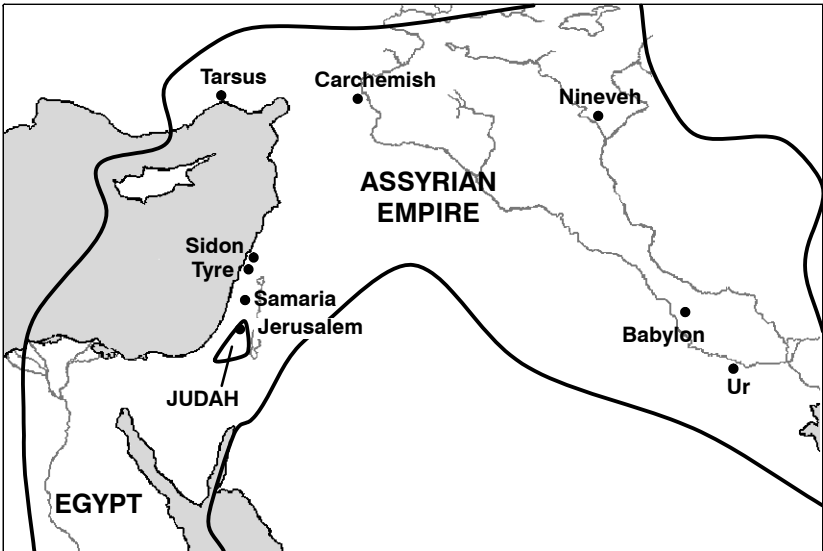 Tarsus
Carchemish
Nineveh
ASSYRIAN
EMPIRE
Sidon
Tyre
Samaria
Jerusalem
Babylon
Ur
JUDAH
EGYPT